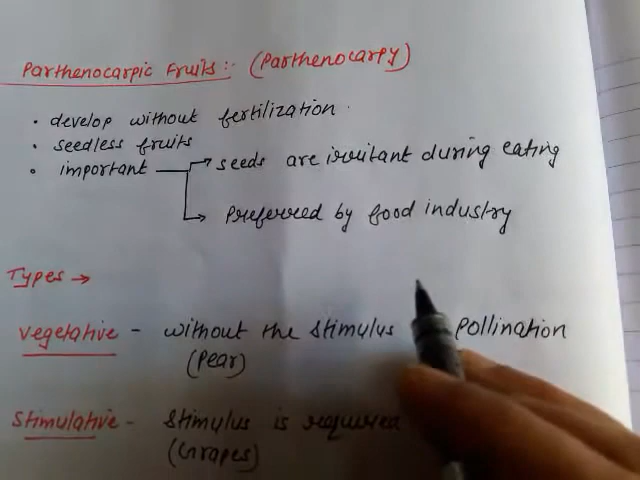 Parthenocarpic Fruits:- (Parthenocarpy)
• develop without fertilization.
• seedless fruits
• important → seeds are irritant during eating
→ Preferred by food industry
Types →
Vegetative - without the stimulus Pollination
(Pear)
Stimulative - Stimulus is required
(Grapes)